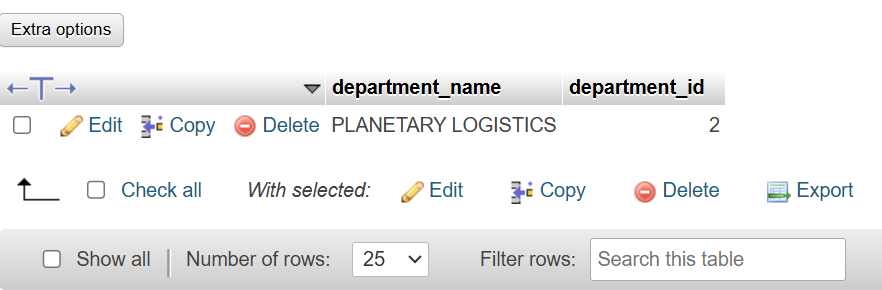 Extra options
department_name department_id
Edit Copy Delete PLANETARY LOGISTICS 2
Check all With selected: Edit Copy Delete Export
Show all Number of rows: 25 Filter rows: Search this table